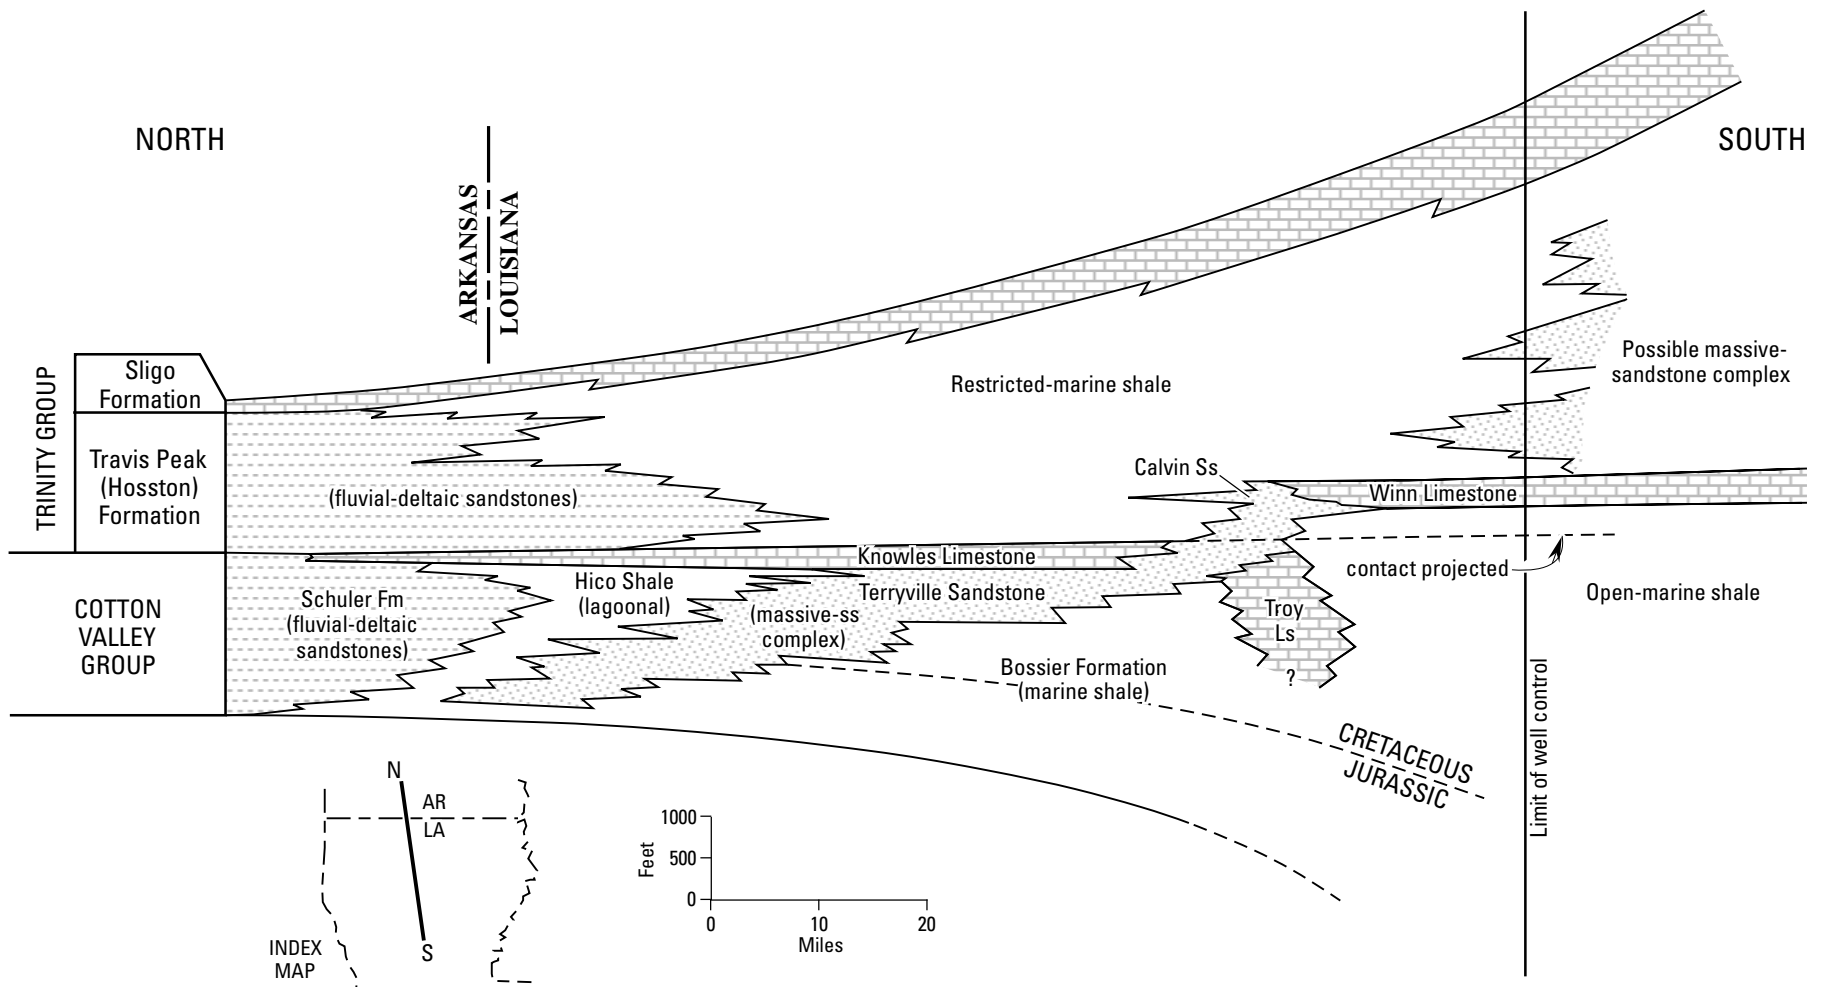 NORTH
SOUTH
ARKANSAS
LOUISIANA
TRINITY GROUP
Sligo
Formation
Travis Peak
(Hosston)
Formation
COTTON
VALLEY
GROUP
Restricted-marine shale
Possible massive-
sandstone complex
(fluvial-deltaic sandstones)
Calvin Ss
Winn Limestone
Knowles Limestone
contact projected
Open-marine shale
Schuler Fm
(fluvial-deltaic
sandstones)
Hico Shale
(lagoonal)
Terryville Sandstone
(massive-ss
complex)
Troy
Ls
?
Bossier Formation
(marine shale)
CRETACEOUS
JURASSIC
Limit of well control
N
AR
LA
S
INDEX
MAP
Feet
1000
500
0
0
10
20
Miles